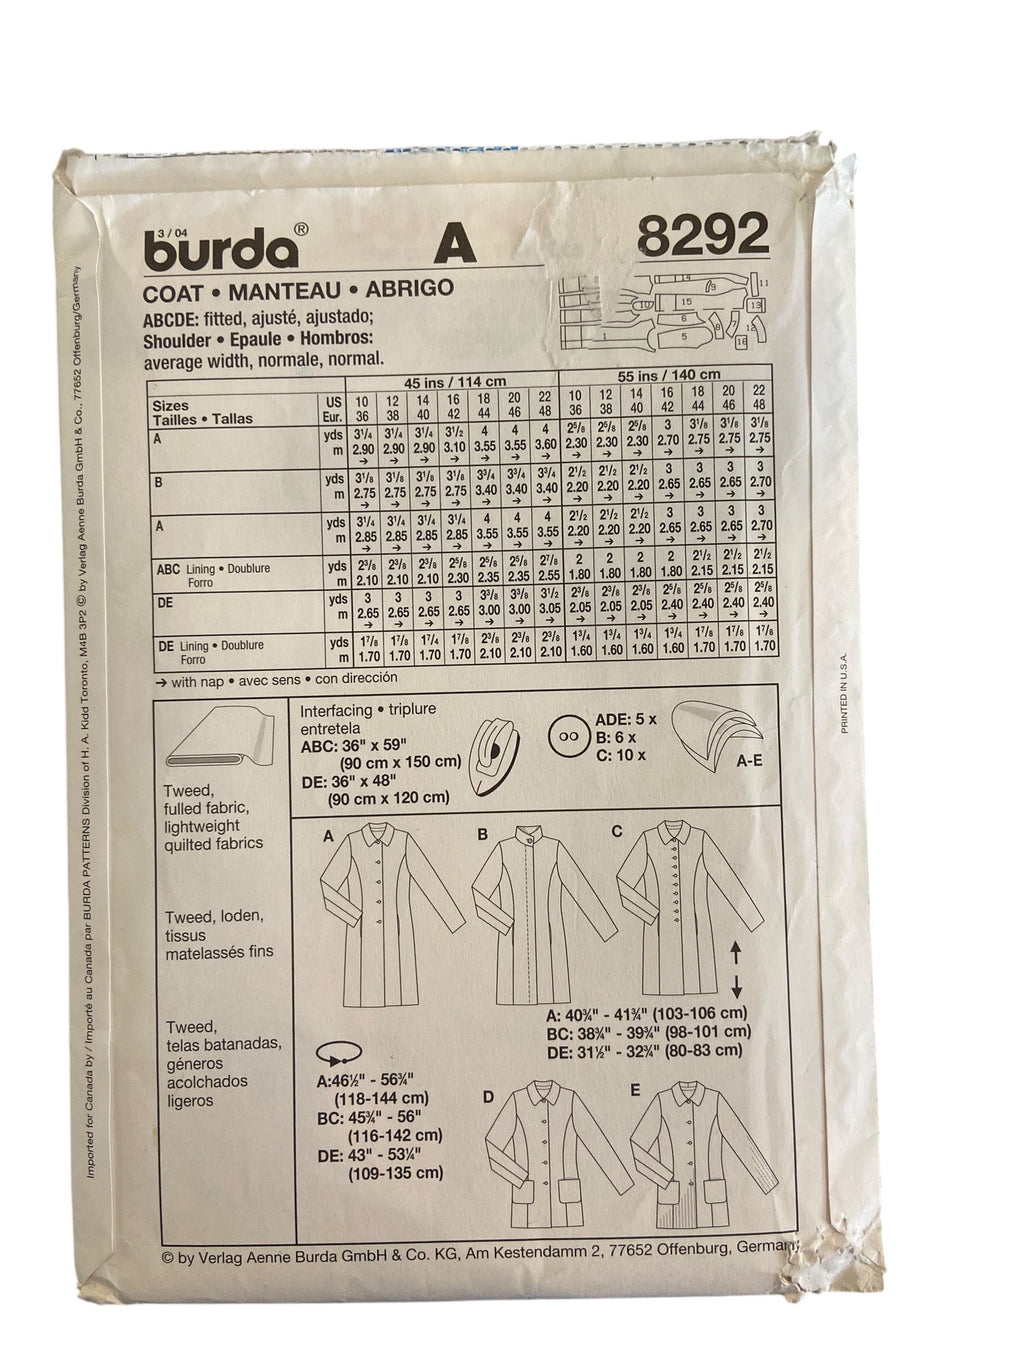 3 / 04
burda® A 8292
COAT • MANTEAU • ABRIGO
ABCDE: fitted, ajusté, ajustado;
Shoulder • Epaule • Hombros:
average width, normale, normal.
14 9 11
10 15 13
6 8 7 12
1 5 16
45 ins / 114 cm 55 ins / 140 cm
Sizes US 10 12 14 16 18 20 22 10 12 14 16 18 20 22
Tailles • Tallas Eur. 36 38 40 42 44 46 48 36 38 40 42 44 46 48
A yds 3¹/₄ 3¹/₄ 3¹/₄ 3¹/₂ 4 4 4 2⁵/₈ 2⁵/₈ 2⁵/₈ 3 3¹/₈ 3¹/₈ 3¹/₈
m 2.90 2.90 2.90 3.10 3.55 3.55 3.60 2.30 2.30 2.30 2.70 2.75 2.75 2.75
→ → → → → → → → → → → → → →
B yds 3¹/₈ 3¹/₈ 3¹/₈ 3¹/₈ 3³/₄ 3³/₄ 3³/₄ 2¹/₂ 2¹/₂ 2¹/₂ 3 3 3 3
m 2.75 2.75 2.75 2.75 3.40 3.40 3.40 2.20 2.20 2.20 2.65 2.65 2.65 2.70
→ → → → → → → → → → → → → →
A yds 3¹/₄ 3¹/₄ 3¹/₄ 3¹/₄ 4 4 4 2¹/₂ 2¹/₂ 2¹/₂ 3 3 3 3
m 2.85 2.85 2.85 2.85 3.55 3.55 3.55 2.20 2.20 2.20 2.65 2.65 2.65 2.70
→ → → → → → → → → → → → → →
ABC Lining • Doublure yds 2³/₈ 2³/₈ 2³/₈ 2⁵/₈ 2⁵/₈ 2⁵/₈ 2⁷/₈ 2 2 2 2 2¹/₂ 2¹/₂ 2¹/₂
Forro m 2.10 2.10 2.10 2.30 2.35 2.35 2.55 1.80 1.80 1.80 1.80 2.15 2.15 2.15
DE yds 3 3 3 3 3³/₈ 3³/₈ 3¹/₂ 2³/₈ 2³/₈ 2³/₈ 2⁵/₈ 2⁵/₈ 2⁵/₈ 2⁵/₈
m 2.65 2.65 2.65 2.65 3.00 3.00 3.05 2.05 2.05 2.05 2.40 2.40 2.40 2.40
→ → → → → → → → → → → → → →
DE Lining • Doublure yds 1⁷/₈ 1⁷/₈ 1⁷/₄ 1⁷/₈ 2³/₈ 2³/₈ 2³/₈ 1³/₄ 1³/₄ 1³/₄ 1³/₄ 1⁷/₈ 1⁷/₈ 1⁷/₈
Forro m 1.70 1.70 1.70 1.70 2.10 2.10 2.10 1.60 1.60 1.60 1.60 1.70 1.70 1.70
→ with nap • avec sens • con dirección
Tweed,
fulled fabric,
lightweight
quilted fabrics
Tweed, loden,
tissus
matelassés fins
Tweed,
telas batanadas,
géneros
acolchados
ligeros
Interfacing • triplure
entretela
ABC: 36" x 59"
(90 cm x 150 cm)
DE: 36" x 48"
(90 cm x 120 cm)
ADE: 5 x
B: 6 x
C: 10 x
A-E
A B C
A: 40¾" - 41¾" (103-106 cm)
BC: 38¾" - 39¾" (98-101 cm)
DE: 31½" - 32¾" (80-83 cm)
A:46½" - 56¾"
(118-144 cm)
BC: 45¾" - 56"
(116-142 cm)
DE: 43" - 53¼"
(109-135 cm)
D E
© by Verlag Aenne Burda GmbH & Co. KG, Am Kestendamm 2, 77652 Offenburg, Germany
Imported for Canada by / Importé au Canada par BURDA PATTERNS Division of H. A. Kidd Toronto, M4B 3P2 © by Verlag Aenne Burda GmbH & Co., 77652 Offenburg/Germany
PRINTED IN U.S.A.